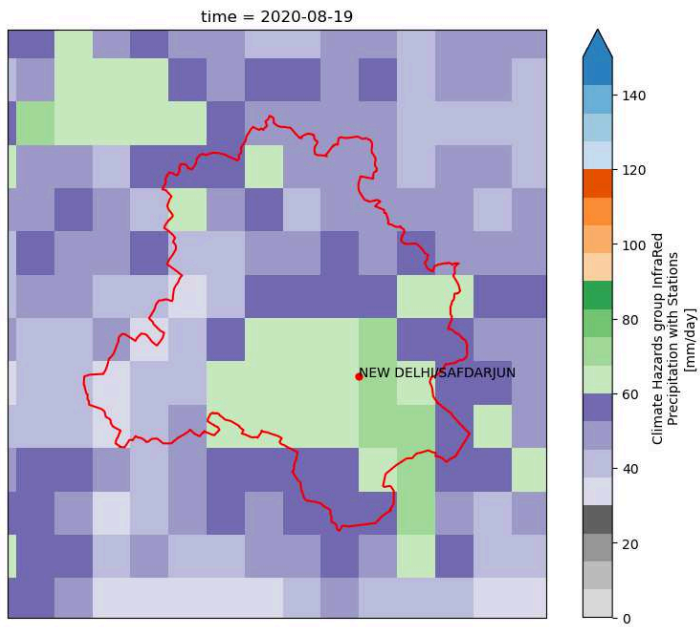 time = 2020-08-19
NEW DELHI/SAFDARJUN
140
120
100
80
60
40
20
0
Climate Hazards group InfraRed
Precipitation with Stations
[mm/day]